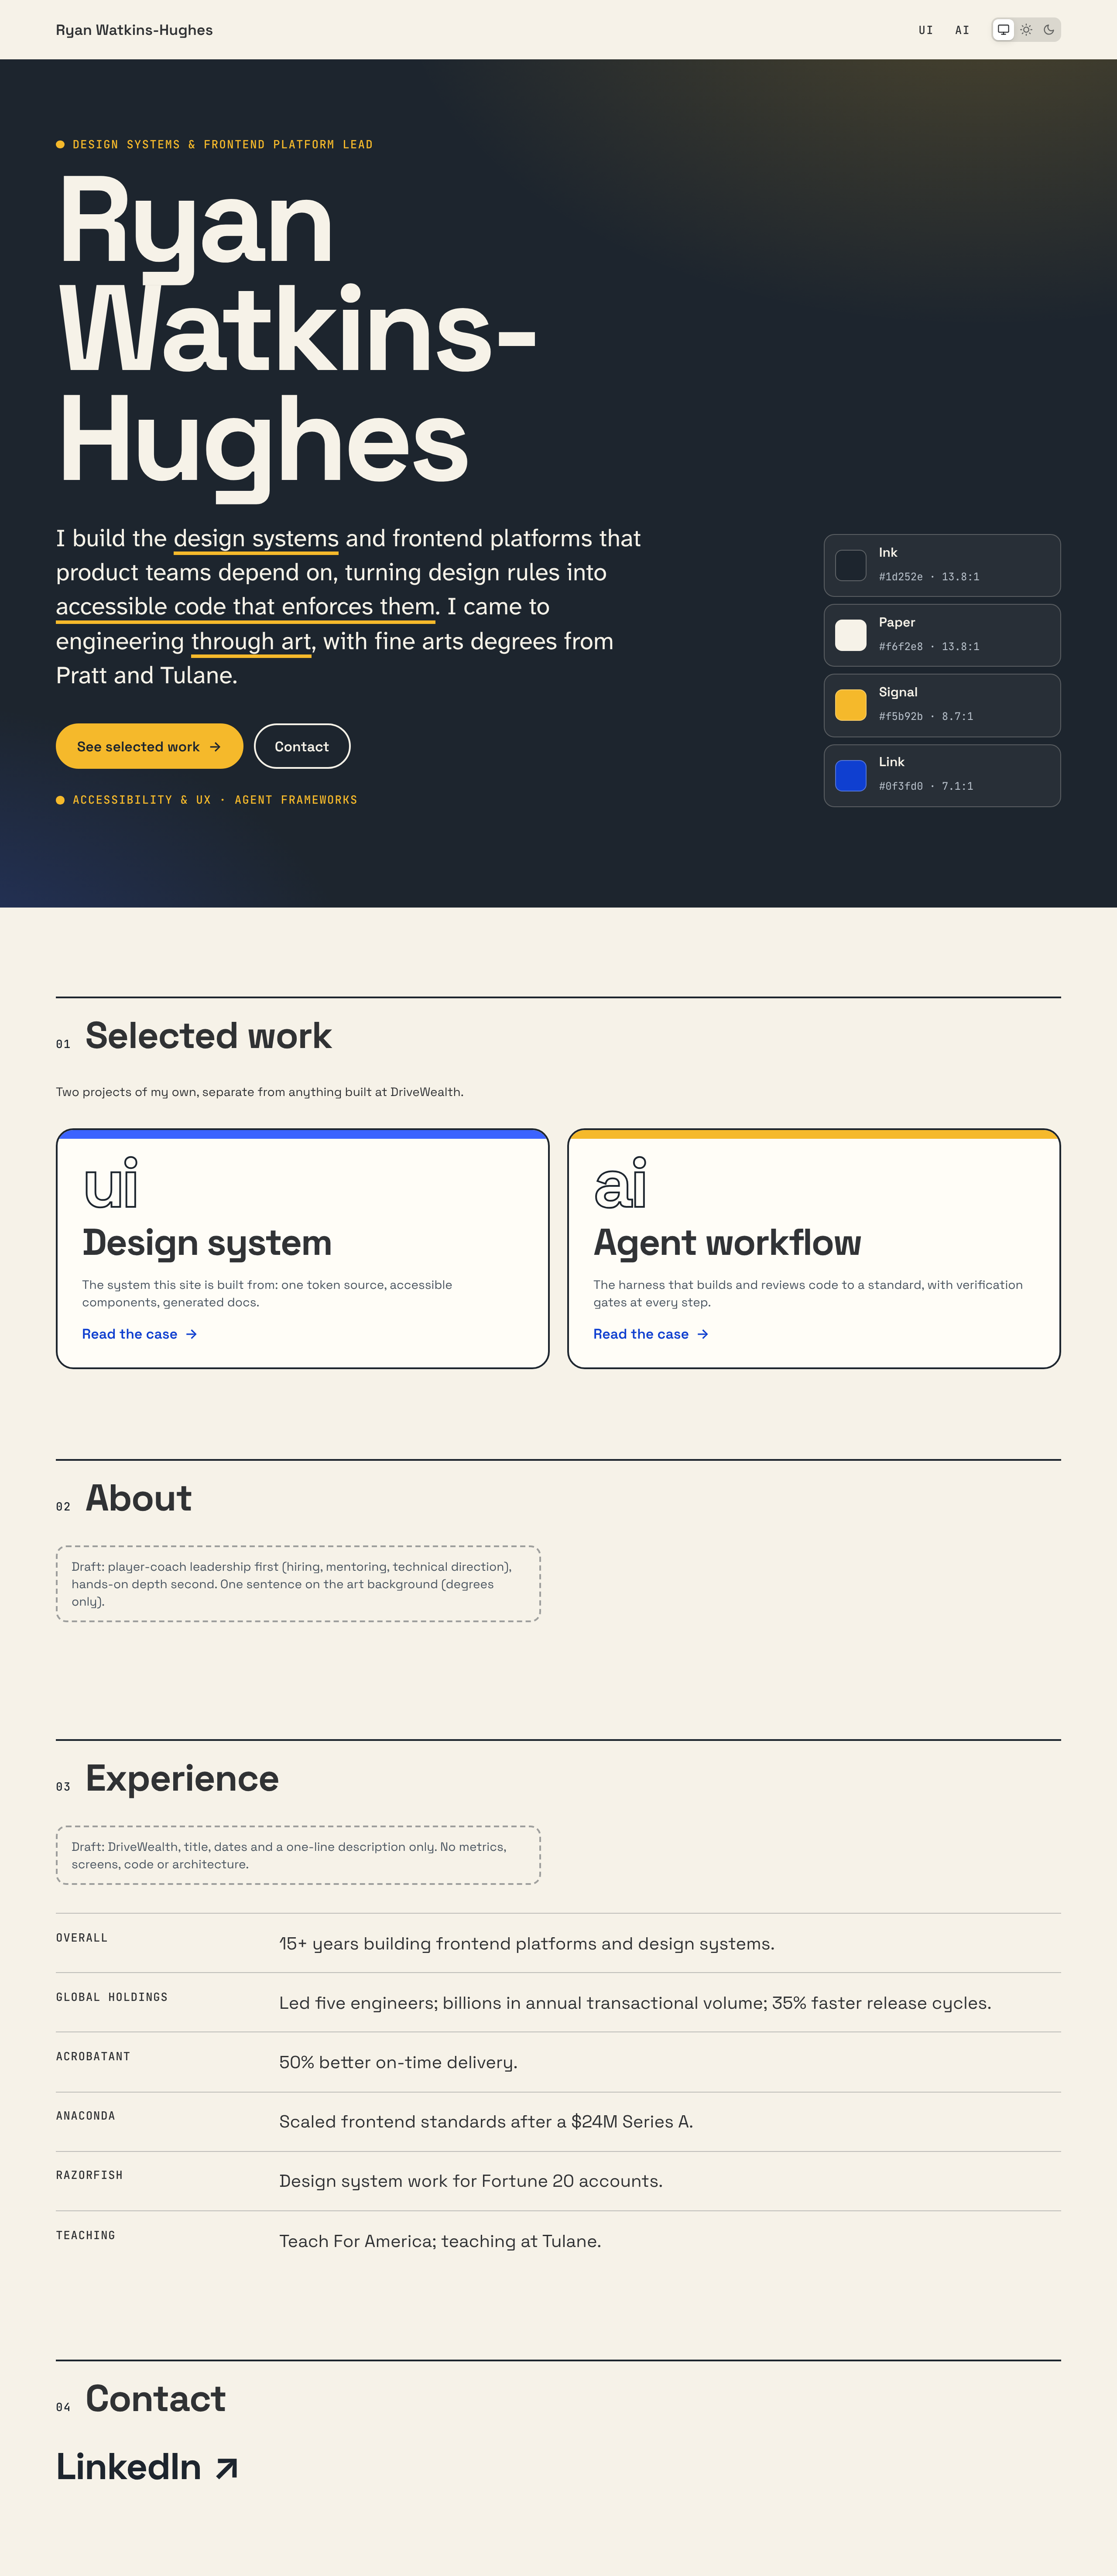 Ryan Watkins-Hughes
UI AI
DESIGN SYSTEMS & FRONTEND PLATFORM LEAD
Ryan
Watkins-
Hughes
I build the design systems and frontend platforms that
product teams depend on, turning design rules into
accessible code that enforces them. I came to
engineering through art, with fine arts degrees from
Pratt and Tulane.
See selected work →
Contact
ACCESSIBILITY & UX · AGENT FRAMEWORKS
Ink
#1d252e · 13.8:1
Paper
#f6f2e8 · 13.8:1
Signal
#f5b92b · 8.7:1
Link
#0f3fd0 · 7.1:1
01 Selected work
Two projects of my own, separate from anything built at DriveWealth.
ui
Design system
The system this site is built from: one token source, accessible
components, generated docs.
Read the case →
ai
Agent workflow
The harness that builds and reviews code to a standard, with verification
gates at every step.
Read the case →
02 About
Draft: player-coach leadership first (hiring, mentoring, technical direction),
hands-on depth second. One sentence on the art background (degrees
only).
03 Experience
Draft: DriveWealth, title, dates and a one-line description only. No metrics,
screens, code or architecture.
OVERALL 15+ years building frontend platforms and design systems.
GLOBAL HOLDINGS Led five engineers; billions in annual transactional volume; 35% faster release cycles.
ACROBATANT 50% better on-time delivery.
ANACONDA Scaled frontend standards after a $24M Series A.
RAZORFISH Design system work for Fortune 20 accounts.
TEACHING Teach For America; teaching at Tulane.
04 Contact
LinkedIn ↗